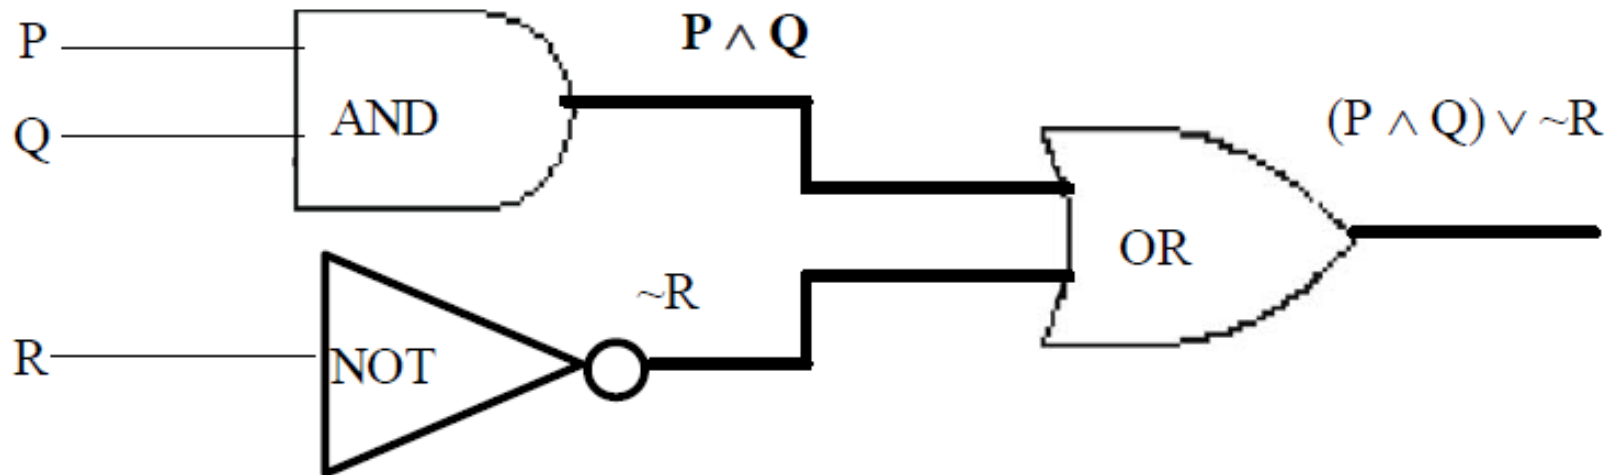 P
Q
AND
P ∧ Q
(P ∧ Q) ∨ ~R
OR
R
NOT
~R